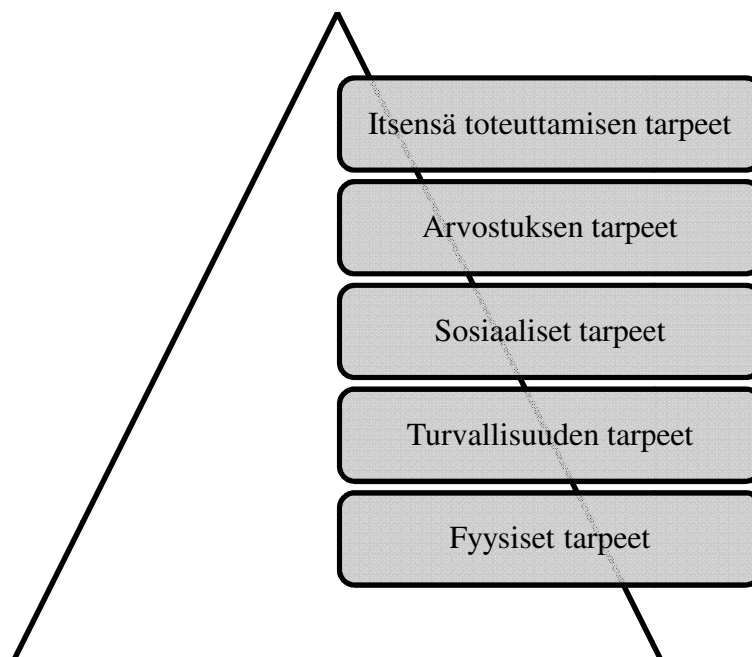 Itsensä toteuttamisen tarpeet
Arvostuksen tarpeet
Sosiaaliset tarpeet
Turvallisuuden tarpeet
Fyysiset tarpeet